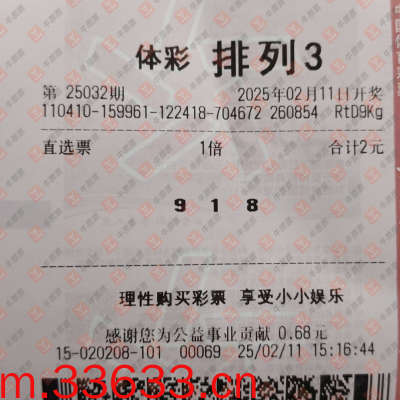 体彩 排列3
第 25032期 2025年02月11日开奖
110410-159961-122418-704672 260854 RtD9Kg
直选票 1倍 合计2元
9 1 8
理性购买彩票 享受小小娱乐
感谢您为公益事业贡献 0.68元
15-020208-101 00069 25/02/11 15:16:44
m.33633.cn